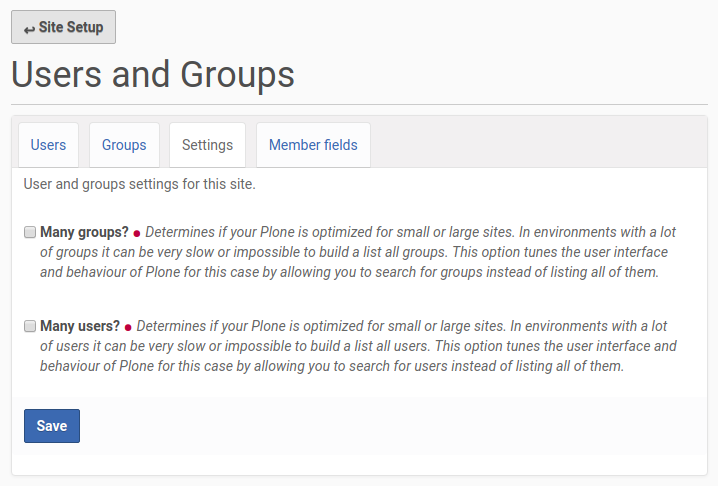 Site Setup
Users and Groups
Users Groups Settings Member fields
User and groups settings for this site.
Many groups? Determines if your Plone is optimized for small or large sites. In environments with a lot
of groups it can be very slow or impossible to build a list all groups. This option tunes the user interface
and behaviour of Plone for this case by allowing you to search for groups instead of listing all of them.
Many users? Determines if your Plone is optimized for small or large sites. In environments with a lot
of users it can be very slow or impossible to build a list all users. This option tunes the user interface and
behaviour of Plone for this case by allowing you to search for users instead of listing all of them.
Save